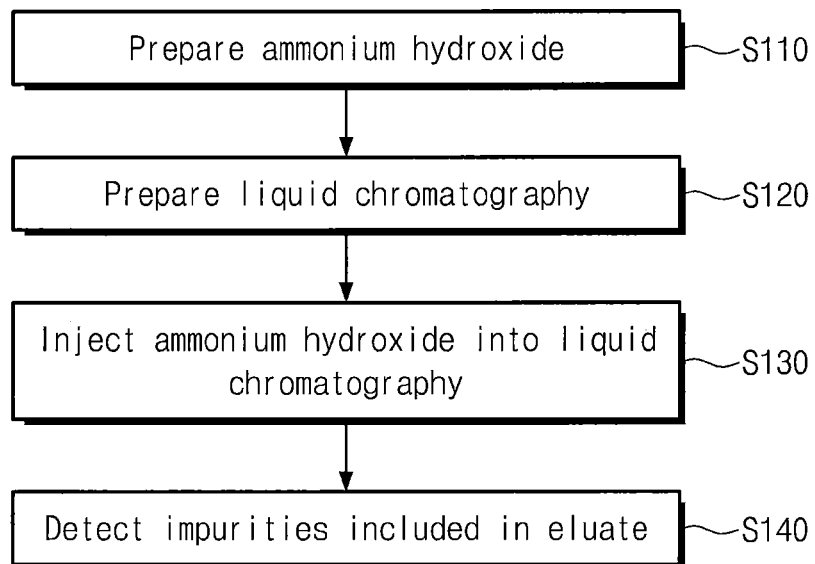 Prepare ammonium hydroxide
S110
Prepare liquid chromatography
S120
Inject ammonium hydroxide into liquid
chromatography
S130
Detect impurities included in eluate
S140